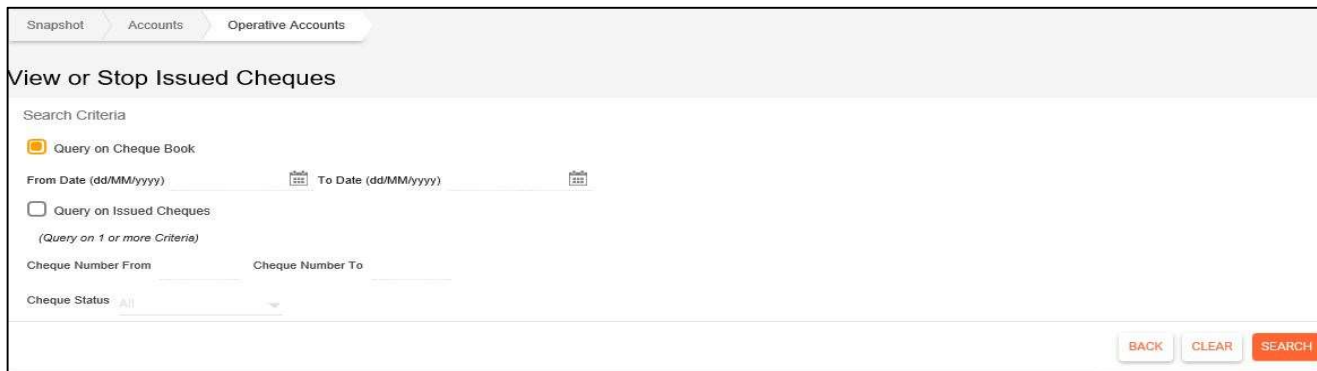 Snapshot Accounts Operative Accounts
View or Stop Issued Cheques
Search Criteria
Query on Cheque Book
From Date (dd/MM/yyyy) To Date (dd/MM/yyyy)
Query on Issued Cheques
(Query on 1 or more Criteria)
Cheque Number From Cheque Number To
Cheque Status All
BACK CLEAR SEARCH